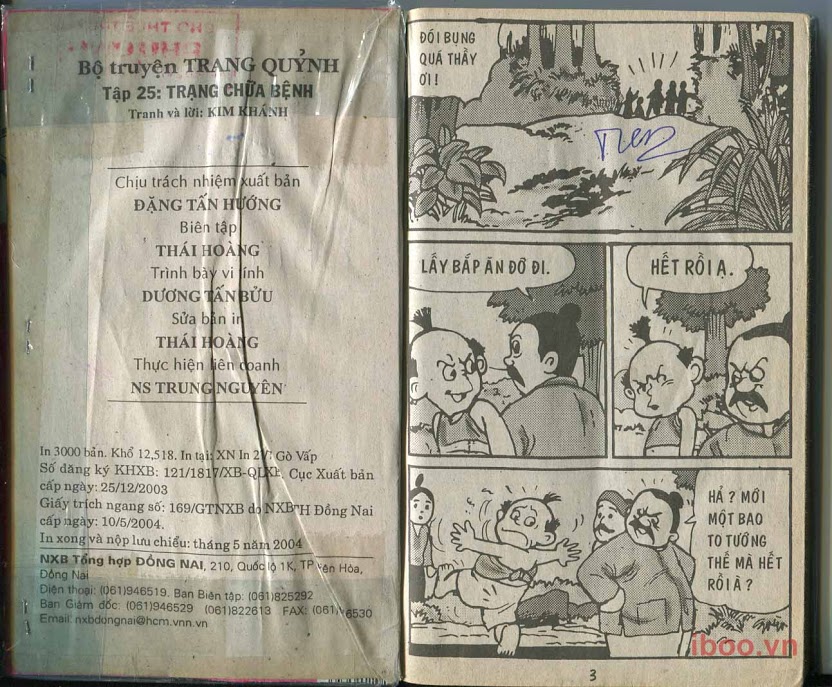 Bộ truyện TRẠNG QUỶNH
Tập 25: TRẠNG CHỮA BỆNH
Tranh và lời: KIM KHÁNH
Chịu trách nhiệm xuất bản
ĐẶNG TẤN HƯỚNG
Biên tập
THÁI HOÀNG
Trình bày vi tính
DƯƠNG TẤN BỬU
Sửa bản in
THÁI HOÀNG
Thực hiện liên doanh
NS TRUNG NGUYÊN
In 3000 bản. Khổ 12,518. In tại: XN In 2 Gò Vấp
Số đăng ký KHXB: 121/1817/XB-QLXB, Cục Xuất bản
cấp ngày: 25/12/2003
Giấy trích ngang số: 169/GTNXB do NXBTH Đồng Nai
cấp ngày: 10/5/2004.
In xong và nộp lưu chiểu: tháng 5 năm 2004
NXB Tổng hợp ĐỒNG NAI, 210, Quốc lộ 1K, TP Biên Hòa,
Đồng Nai
Điện thoại: (061)946519. Ban Biên tập: (061)825292
Ban Giám đốc: (061)946529 (061)822613 FAX: (061) 6530
Email: nxbdongnai@hcm.vnn.vn
ĐÓI BỤNG
QUÁ THẦY
ƠI!
LẤY BẮP ĂN ĐỠ ĐI.
HẾT RỒI Ạ.
HẢ? MỚI
MỘT BAO
TO TƯỚNG
THẾ MÀ HẾT
RỒI À?
3
iboo.vn